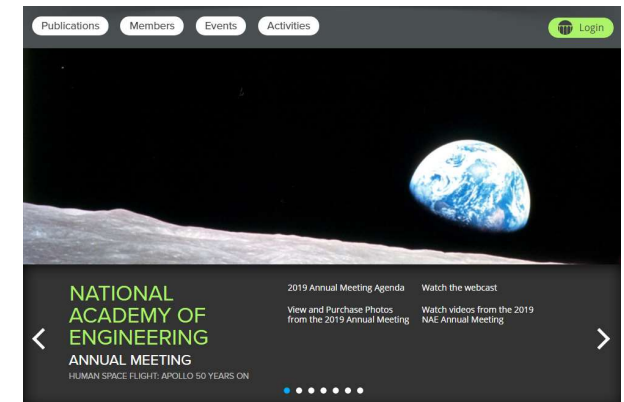 Publications
Members
Events
Activities
Login
NATIONAL
ACADEMY OF
ENGINEERING
ANNUAL MEETING
HUMAN SPACE FLIGHT: APOLLO 50 YEARS ON
2019 Annual Meeting Agenda
View and Purchase Photos
from the 2019 Annual Meeting
Watch the webcast
Watch videos from the 2019
NAE Annual Meeting